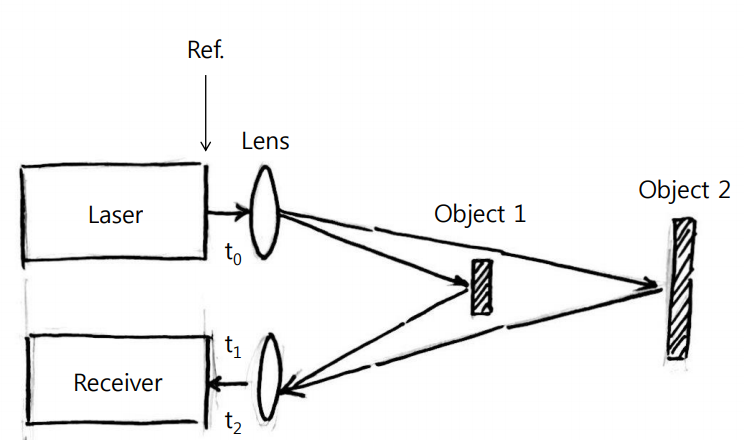 Ref.
Lens
Laser
Object 1
Object 2
t0
t1
Receiver
t2